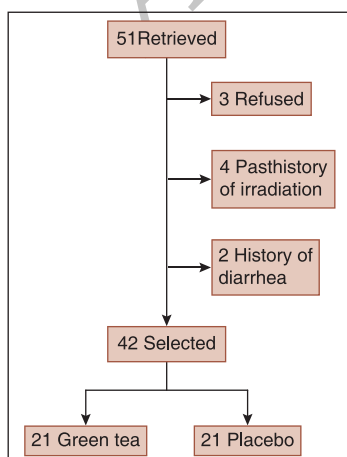 51Retrieved
3 Refused
4 Pasthistory
of irradiation
2 History of
diarrhea
42 Selected
21 Green tea
21 Placebo